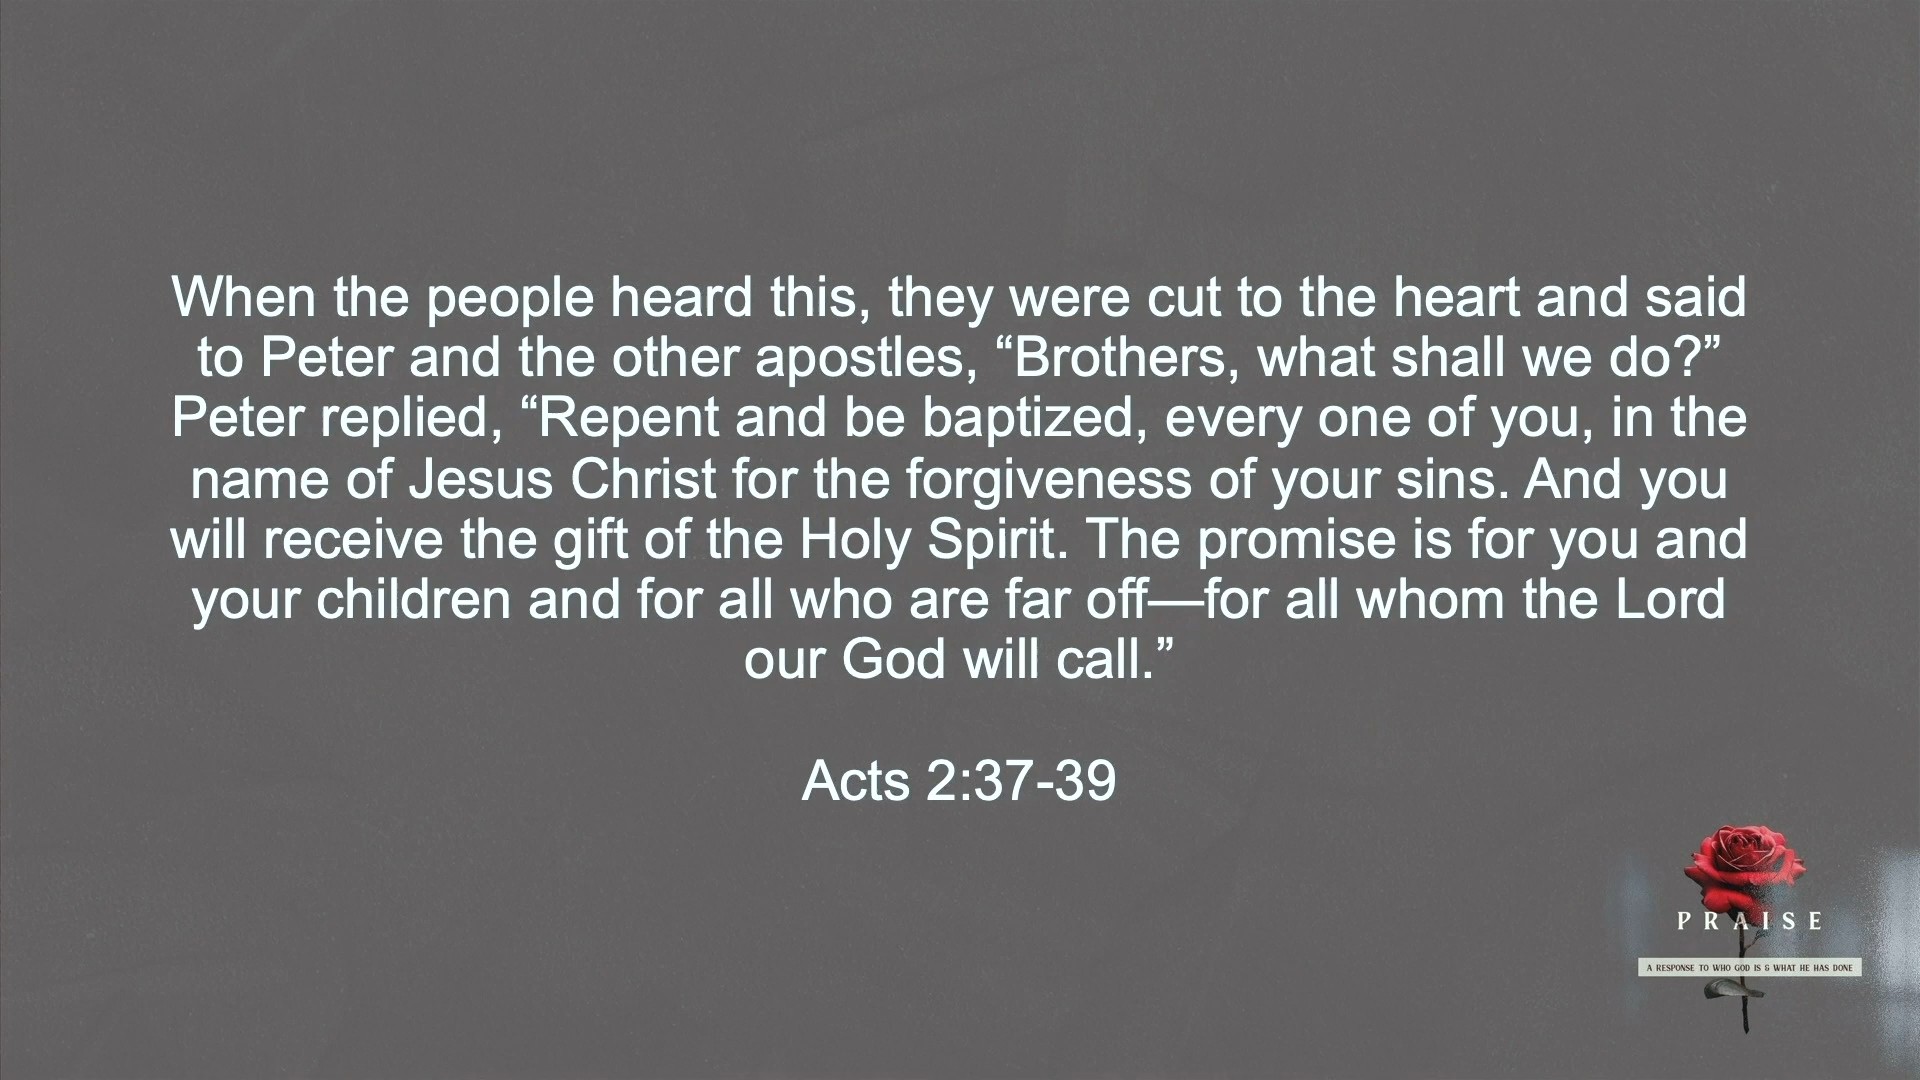 When the people heard this, they were cut to the heart and said
to Peter and the other apostles, “Brothers, what shall we do?”
Peter replied, “Repent and be baptized, every one of you, in the
name of Jesus Christ for the forgiveness of your sins. And you
will receive the gift of the Holy Spirit. The promise is for you and
your children and for all who are far off—for all whom the Lord
our God will call.”
Acts 2:37-39
PRAISE
A RESPONSE TO WHO GOD IS & WHAT HE HAS DONE